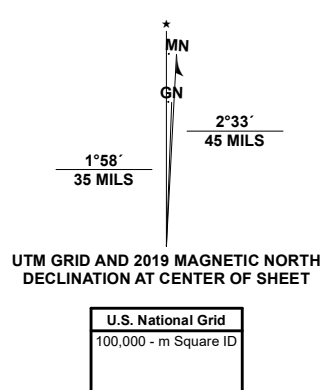 ★
MN
GN
2°33´
45 MILS
1°58´
35 MILS
UTM GRID AND 2019 MAGNETIC NORTH
DECLINATION AT CENTER OF SHEET
U.S. National Grid
100,000 - m Square ID